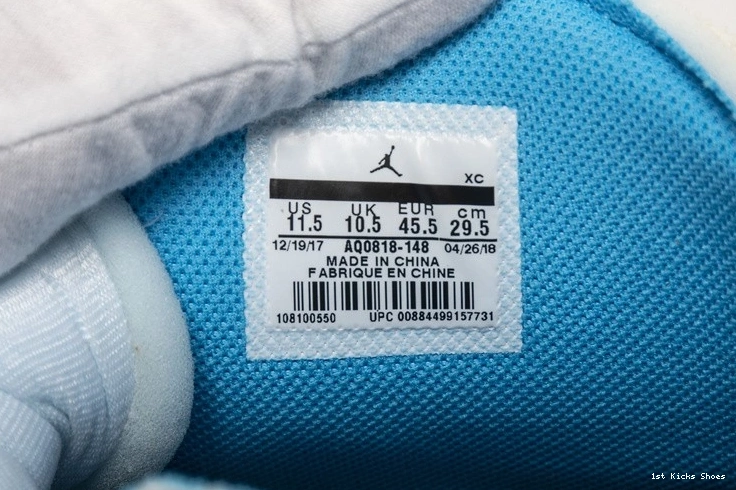 XC
US UK EUR cm
11.5 10.5 45.5 29.5
12/19/17 AQ0818-148 04/26/18
MADE IN CHINA
FABRIQUE EN CHINE
108100550 UPC 00884499157731
1st Kicks Shoes